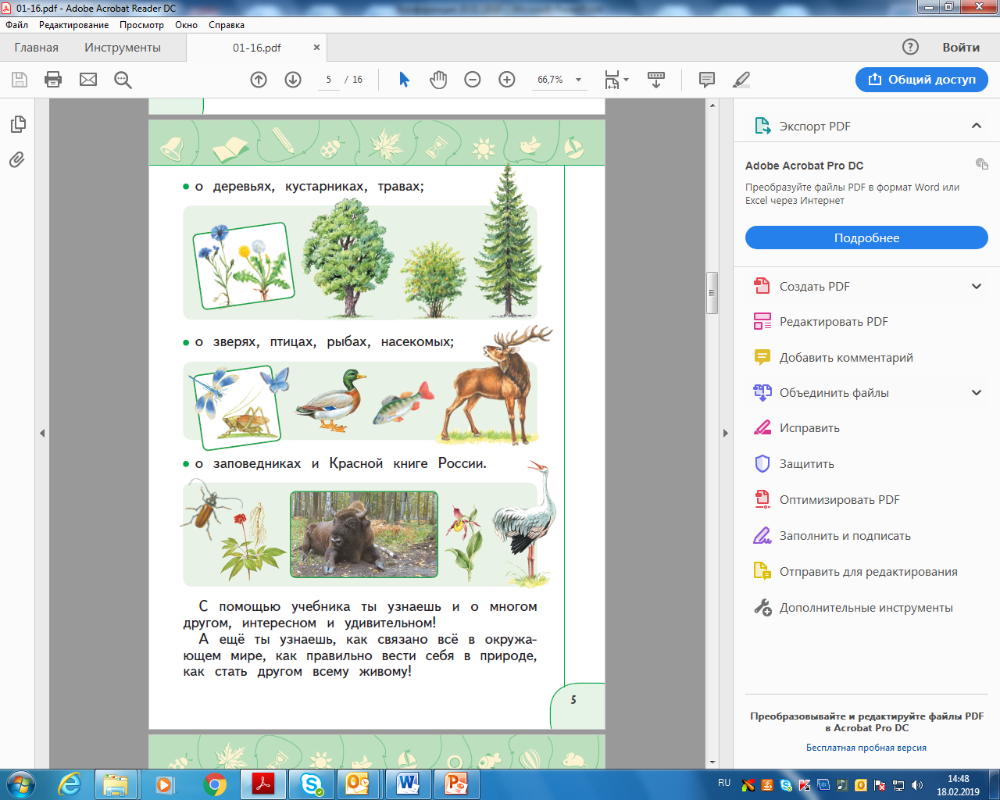 01-16.pdf - Adobe Acrobat Reader DC
Файл Редактирование Просмотр Окно Справка
Главная Инструменты 01-16.pdf × ? Войти
5 / 16 66,7% Общий доступ
• о деревьях, кустарниках, травах;
• о зверях, птицах, рыбах, насекомых;
• о заповедниках и Красной книге России.
С помощью учебника ты узнаешь и о многом
другом, интересном и удивительном!
А ещё ты узнаешь, как связано всё в окружа-
ющем мире, как правильно вести себя в природе,
как стать другом всему живому!
5
Экспорт PDF
Adobe Acrobat Pro DC
Преобразуйте файлы PDF в формат Word или
Excel через Интернет
Подробнее
Создать PDF
Редактировать PDF
Добавить комментарий
Объединить файлы
Исправить
Защитить
Оптимизировать PDF
Заполнить и подписать
Отправить для редактирования
Дополнительные инструменты
Преобразовывайте и редактируйте файлы PDF
в Acrobat Pro DC
Бесплатная пробная версия
RU 14:48
18.02.2019